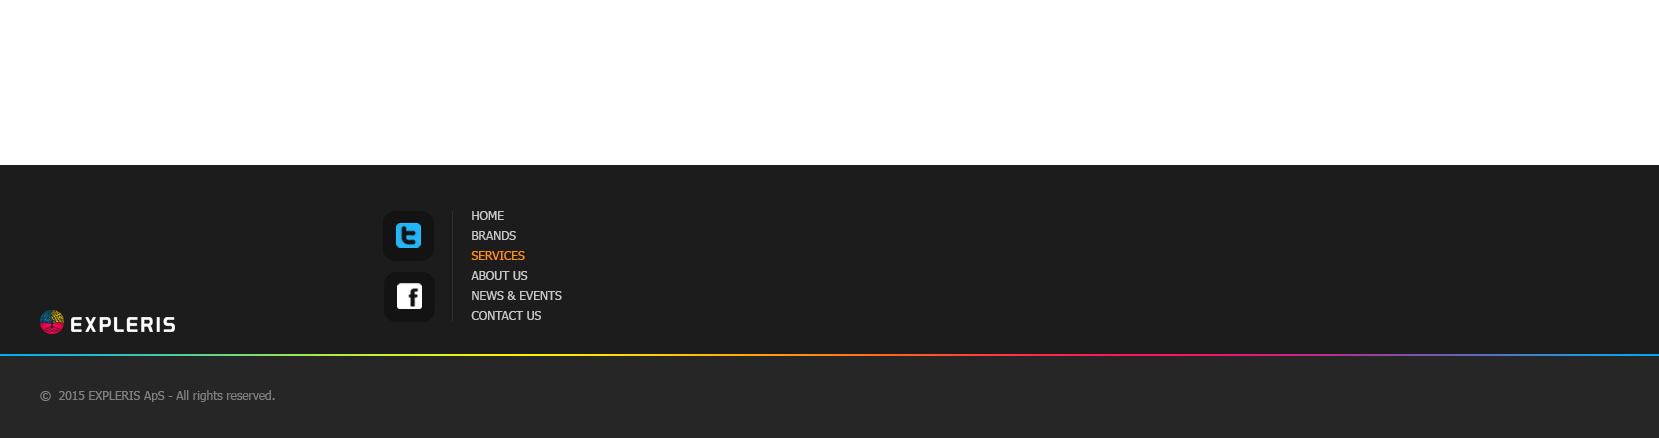 HOME
BRANDS
SERVICES
ABOUT US
NEWS & EVENTS
CONTACT US
EXPLERIS
© 2015 EXPLERIS ApS - All rights reserved.